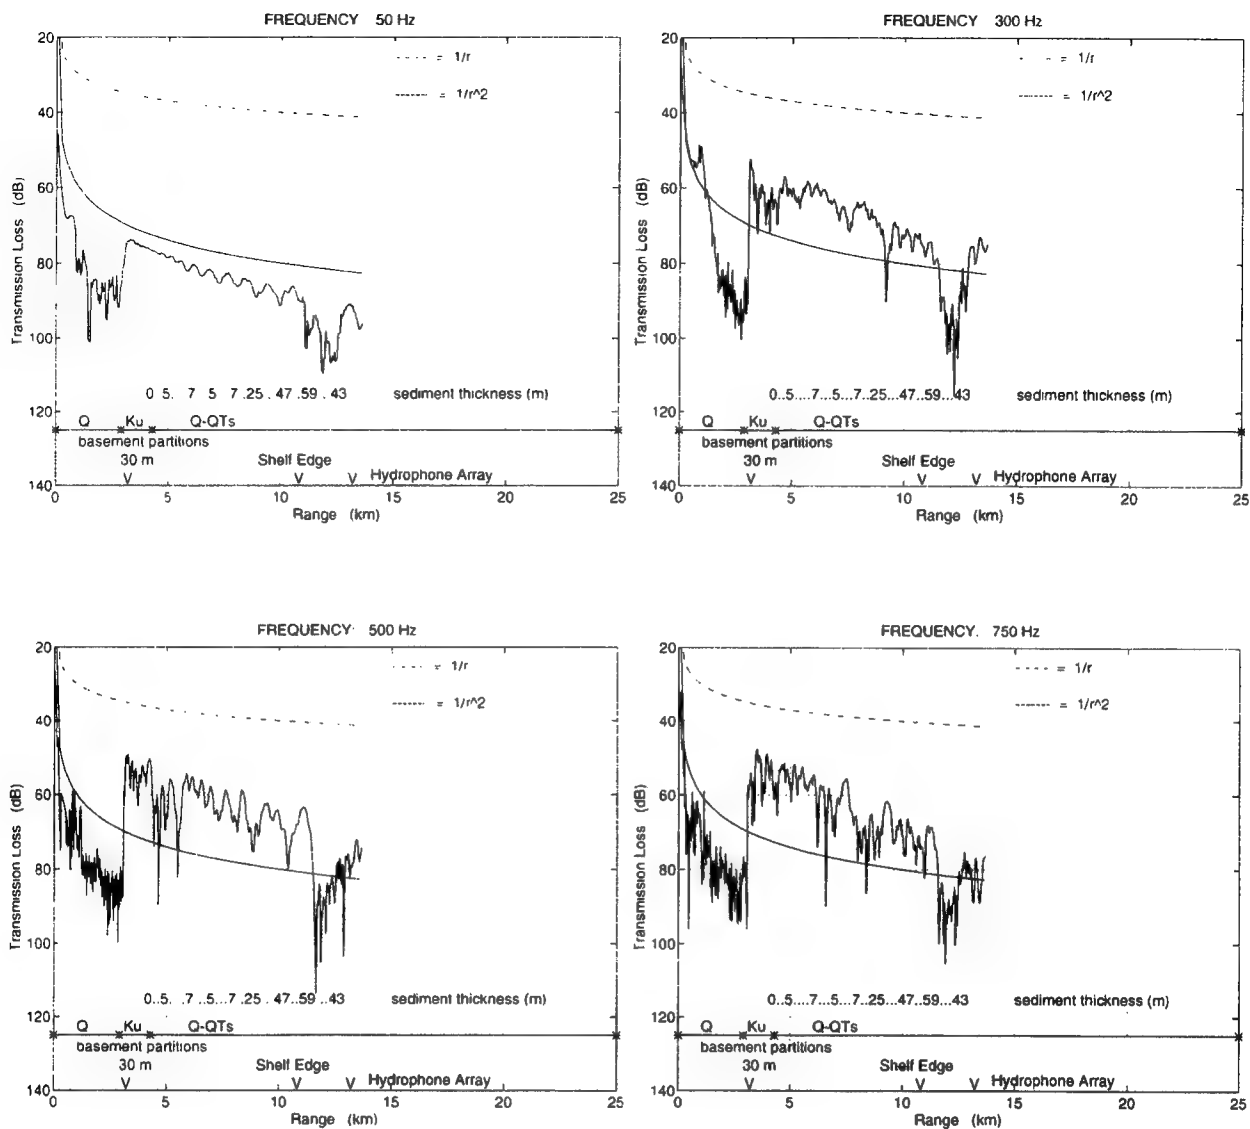 FREQUENCY 50 Hz
20
40
60
80
100
120
140
Transmission Loss (dB)
= 1/r
= 1/r^2
0 5. 7 5 7 .25 . 47 .59 . 43 sediment thickness (m)
Q Ku Q-QTs
basement partitions
30 m Shelf Edge
Hydrophone Array
0 5 10 15 20 25
Range (km)
FREQUENCY 300 Hz
20
40
60
80
100
120
140
Transmission Loss (dB)
= 1/r
= 1/r^2
0..5....7...5...7..25....47..59....43 sediment thickness (m)
Q Ku Q-QTs
basement partitions
30 m Shelf Edge
Hydrophone Array
0 5 10 15 20 25
Range (km)
FREQUENCY 500 Hz
20
40
60
80
100
120
140
Transmission Loss (dB)
= 1/r
= 1/r^2
0..5. .7 ..5...7 .25 . 47..59 ..43 sediment thickness (m)
Q Ku Q-QTs
basement partitions
30 m Shelf Edge
Hydrophone Array
0 5 10 15 20 25
Range (km)
FREQUENCY. 750 Hz
20
40
60
80
100
120
140
Transmission Loss (dB)
= 1/r
= 1/r^2
0..5....7...5...7..25....47..59....43 sediment thickness (m)
Q Ku Q-QTs
basement partitions
30 m Shelf Edge
Hydrophone Array
0 5 10 15 20 25
Range (km)